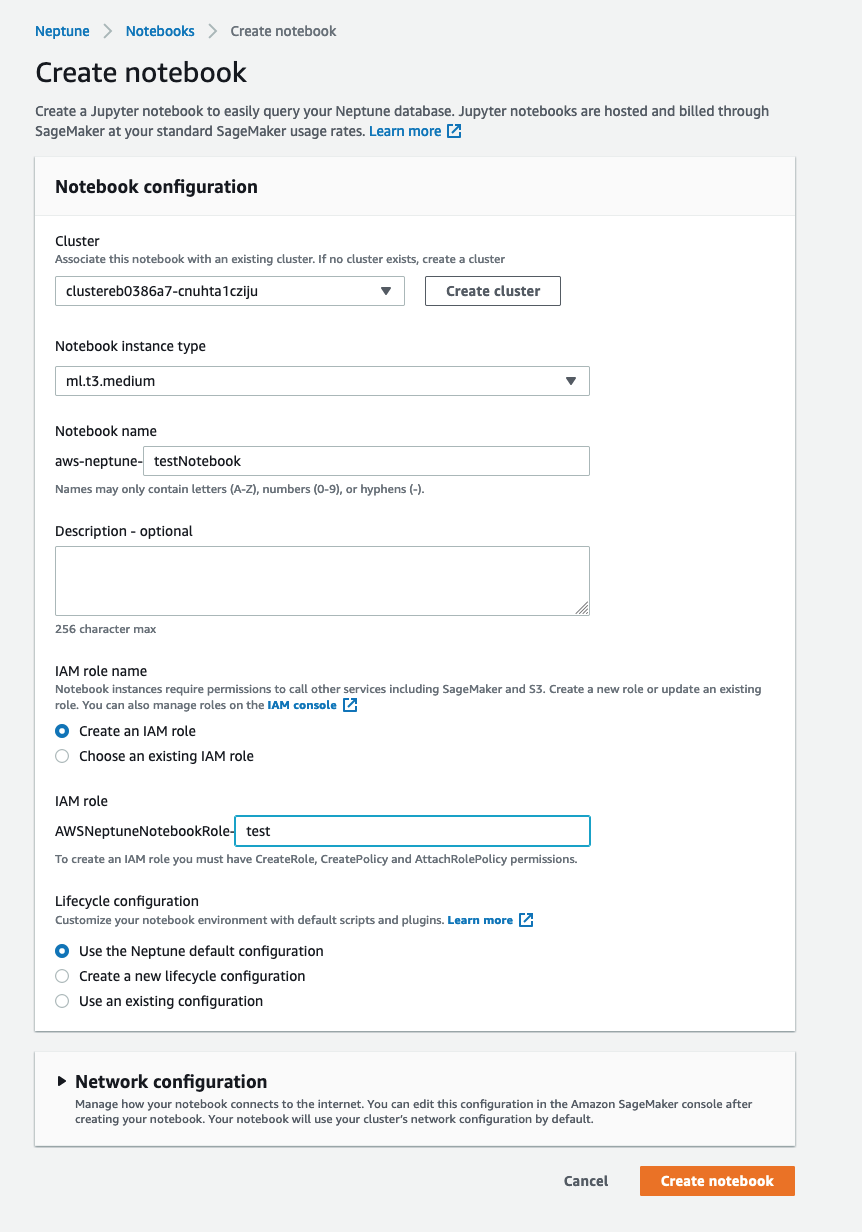 Neptune > Notebooks > Create notebook
Create notebook
Create a Jupyter notebook to easily query your Neptune database. Jupyter notebooks are hosted and billed through
SageMaker at your standard SageMaker usage rates. Learn more
Notebook configuration
Cluster
Associate this notebook with an existing cluster. If no cluster exists, create a cluster
clustereb0386a7-cnuhta1cziju
Create cluster
Notebook instance type
ml.t3.medium
Notebook name
aws-neptune- testNotebook
Names may only contain letters (A-Z), numbers (0-9), or hyphens (-).
Description - optional
256 character max
IAM role name
Notebook instances require permissions to call other services including SageMaker and S3. Create a new role or update an existing
role. You can also manage roles on the IAM console
Create an IAM role
Choose an existing IAM role
IAM role
AWSNeptuneNotebookRole- test
To create an IAM role you must have CreateRole, CreatePolicy and AttachRolePolicy permissions.
Lifecycle configuration
Customize your notebook environment with default scripts and plugins. Learn more
Use the Neptune default configuration
Create a new lifecycle configuration
Use an existing configuration
Network configuration
Manage how your notebook connects to the internet. You can edit this configuration in the Amazon SageMaker console after
creating your notebook. Your notebook will use your cluster's network configuration by default.
Cancel
Create notebook